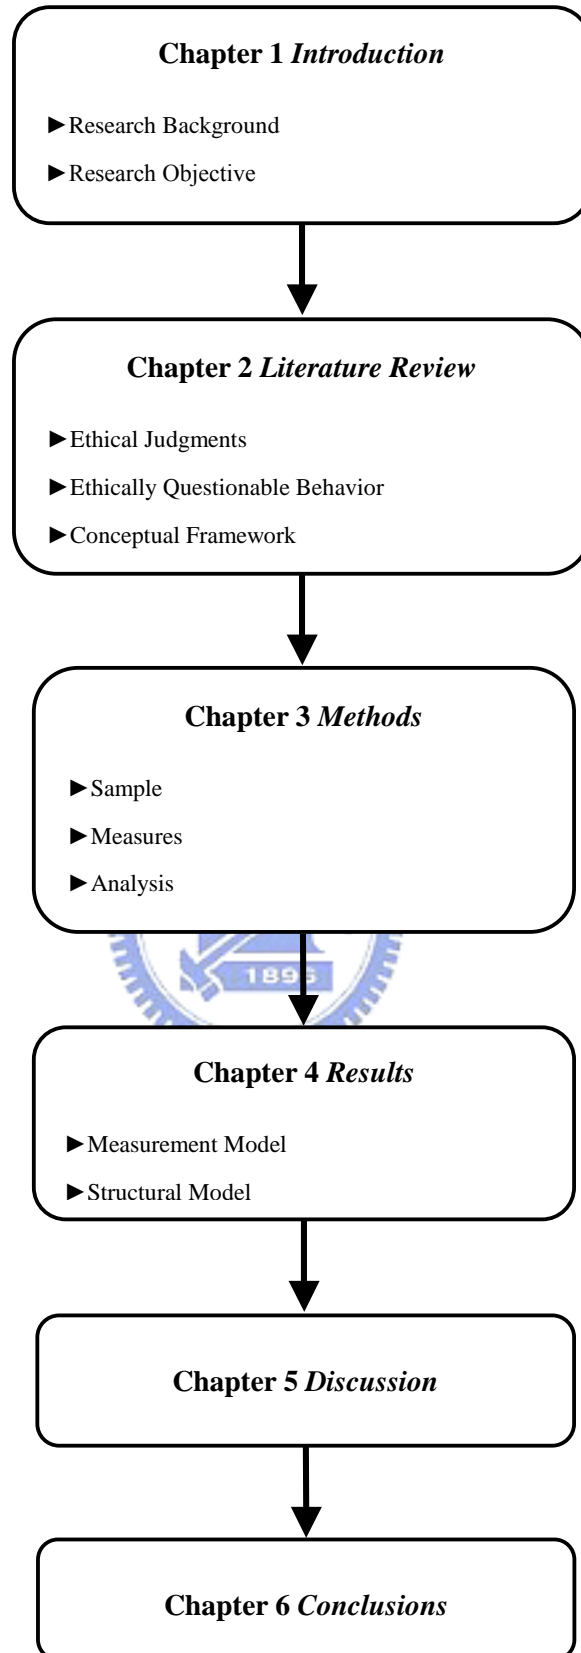 Chapter 1 Introduction
►Research Background
►Research Objective
Chapter 2 Literature Review
►Ethical Judgments
►Ethically Questionable Behavior
►Conceptual Framework
Chapter 3 Methods
►Sample
►Measures
►Analysis
1896
Chapter 4 Results
►Measurement Model
►Structural Model
Chapter 5 Discussion
Chapter 6 Conclusions